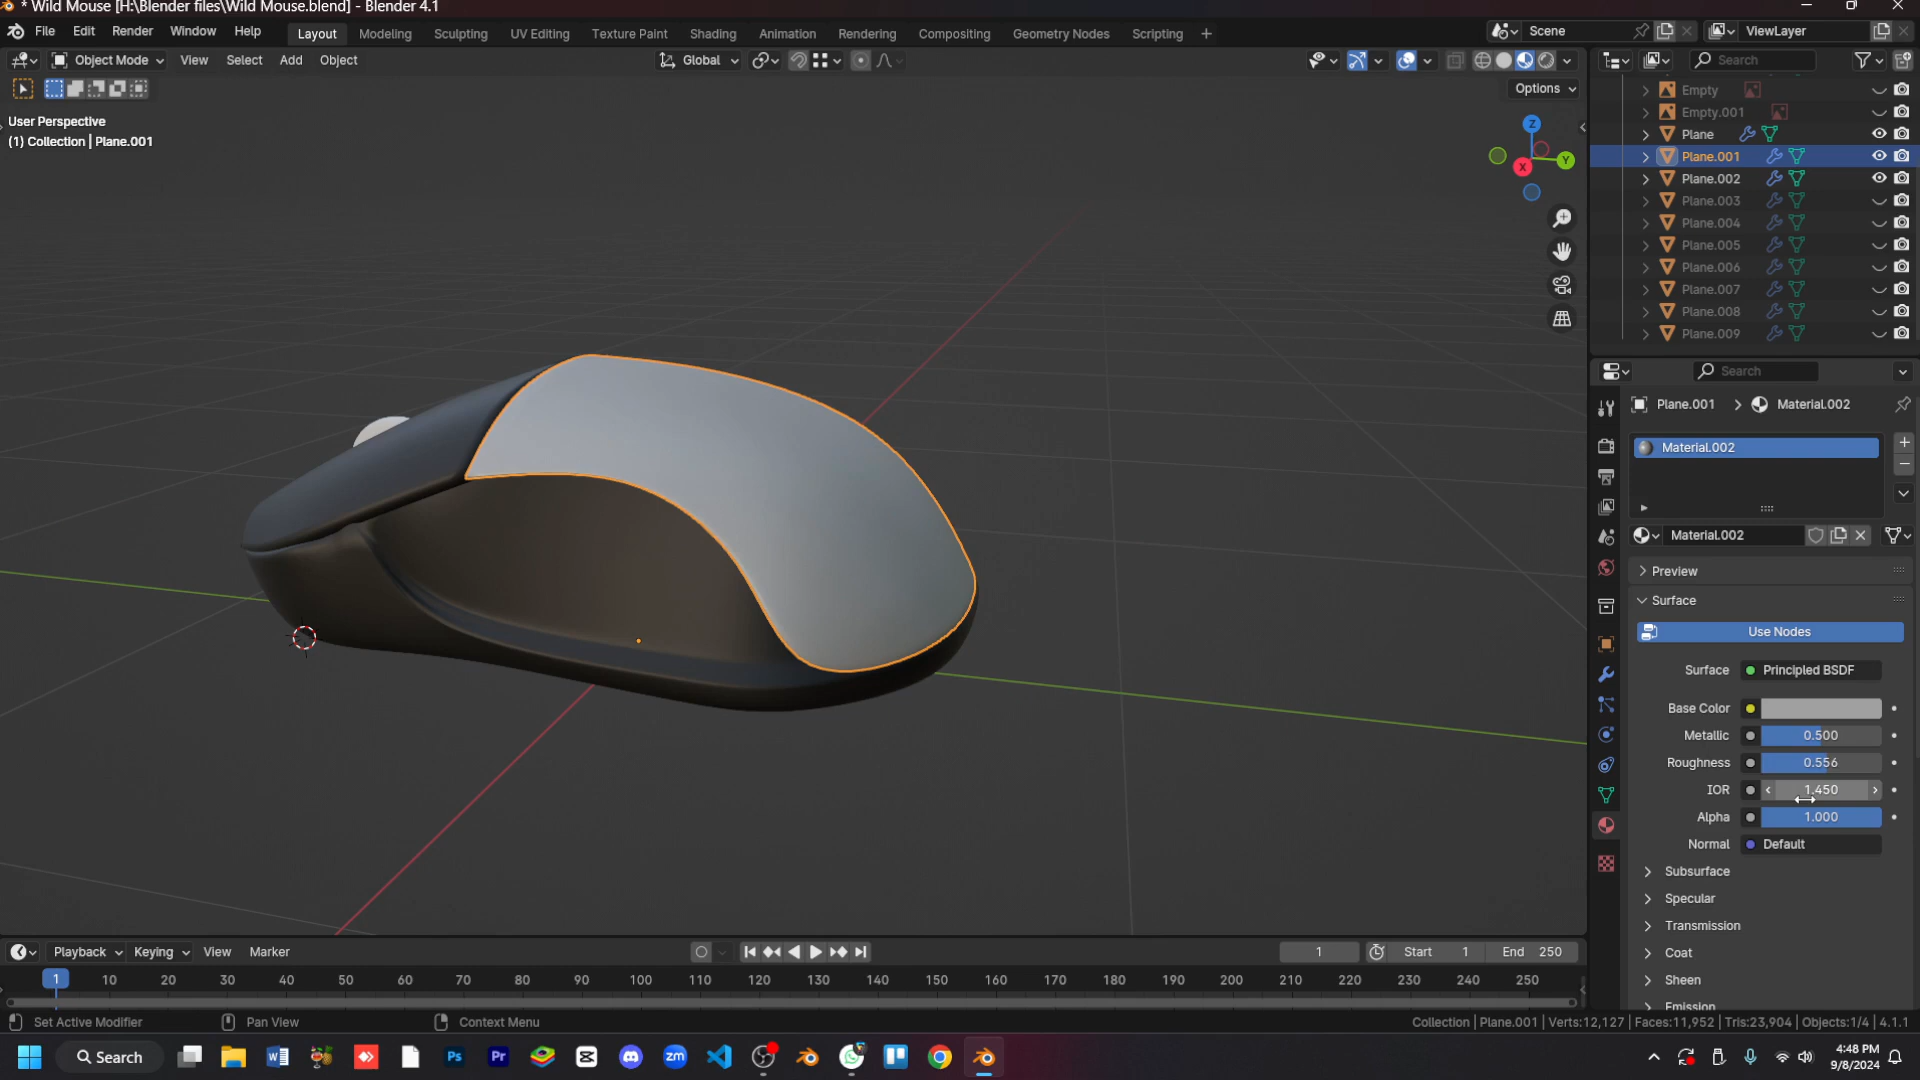 * Wild Mouse [H:\Blender files\Wild Mouse.blend] - Blender 4.1
File Edit Render Window Help Layout Modeling Sculpting UV Editing Texture Paint Shading Animation Rendering Compositing Geometry Nodes Scripting + Scene ViewLayer
Object Mode View Select Add Object Global Search
Options
User Perspective
(1) Collection | Plane.001
Z
Y
X
Empty
Empty.001
Plane
Plane.001
Plane.002
Plane.003
Plane.004
Plane.005
Plane.006
Plane.007
Plane.008
Plane.009
Search
Plane.001 > Material.002
Material.002
Material.002
Preview
Surface
Use Nodes
Surface Principled BSDF
Base Color
Metallic 0.500
Roughness 0.556
IOR 1.450
Alpha 1.000
Normal Default
Subsurface
Specular
Transmission
Coat
Sheen
Emission
Playback Keying View Marker 1 Start 1 End 250
1 10 20 30 40 50 60 70 80 90 100 110 120 130 140 150 160 170 180 190 200 210 220 230 240 250
Set Active Modifier Pan View Context Menu Collection | Plane.001 | Verts:12,127 | Faces:11,952 | Tris:23,904 | Objects:1/4 | 4.1.1
Search Ps Pr zm 4:48 PM
9/8/2024